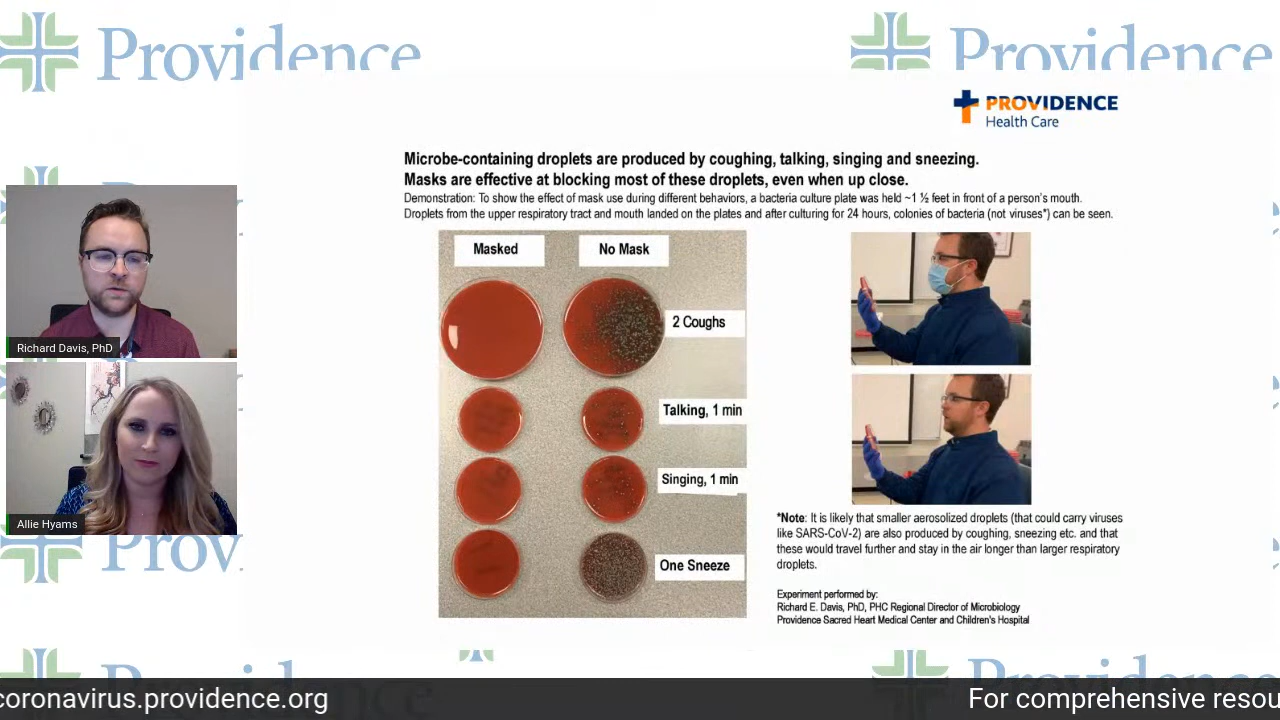 Providence
Providence
PROVIDENCE
Health Care
Microbe-containing droplets are produced by coughing, talking, singing and sneezing.
Masks are effective at blocking most of these droplets, even when up close.
Demonstration: To show the effect of mask use during different behaviors, a bacteria culture plate was held ~1 ½ feet in front of a person's mouth.
Droplets from the upper respiratory tract and mouth landed on the plates and after culturing for 24 hours, colonies of bacteria (not viruses*) can be seen.
Masked
No Mask
2 Coughs
Talking, 1 min
Singing, 1 min
One Sneeze
Richard Davis, PhD
Allie Hyams
*Note: It is likely that smaller aerosolized droplets (that could carry viruses
like SARS-CoV-2) are also produced by coughing, sneezing etc. and that
these would travel further and stay in the air longer than larger respiratory
droplets.
Experiment performed by:
Richard E. Davis, PhD, PHC Regional Director of Microbiology
Providence Sacred Heart Medical Center and Children's Hospital
Provi
Providence
Providence
coronavirus.providence.org
For comprehensive resou